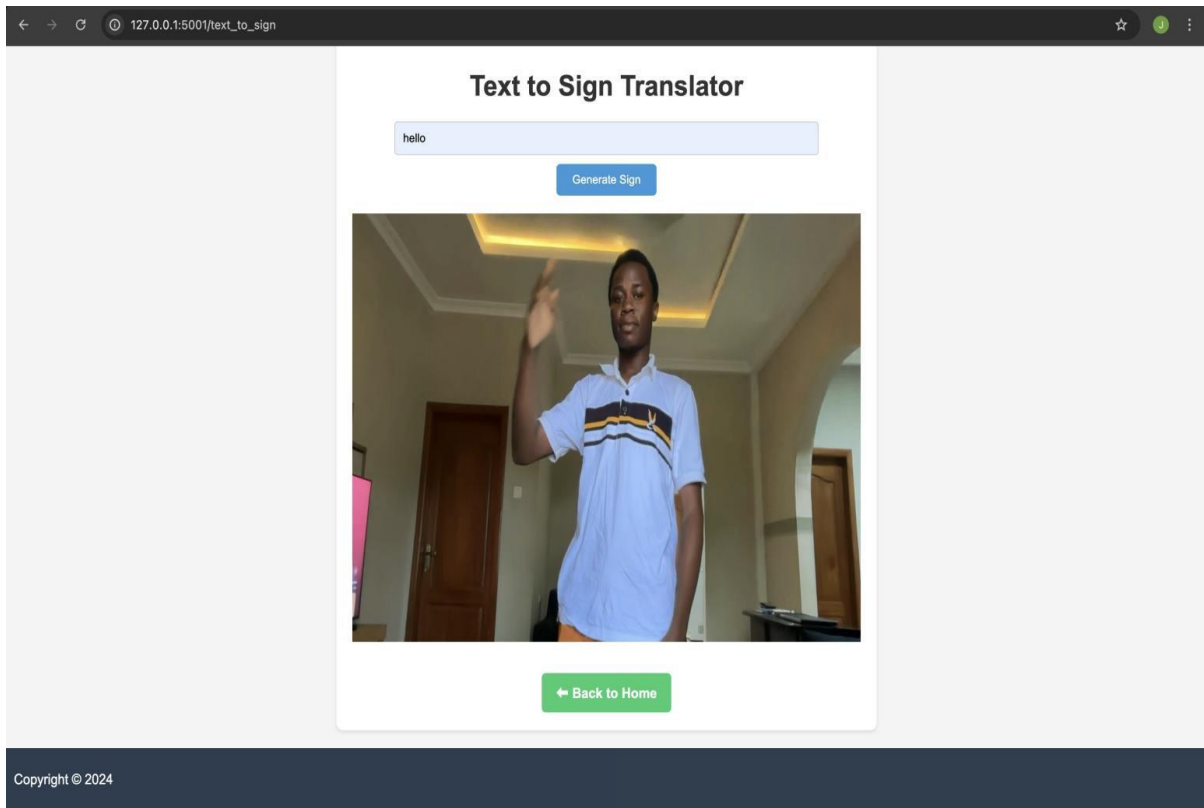 127.0.0.1:5001/text_to_sign
J
Text to Sign Translator
hello
Generate Sign
⬅ Back to Home
Copyright © 2024